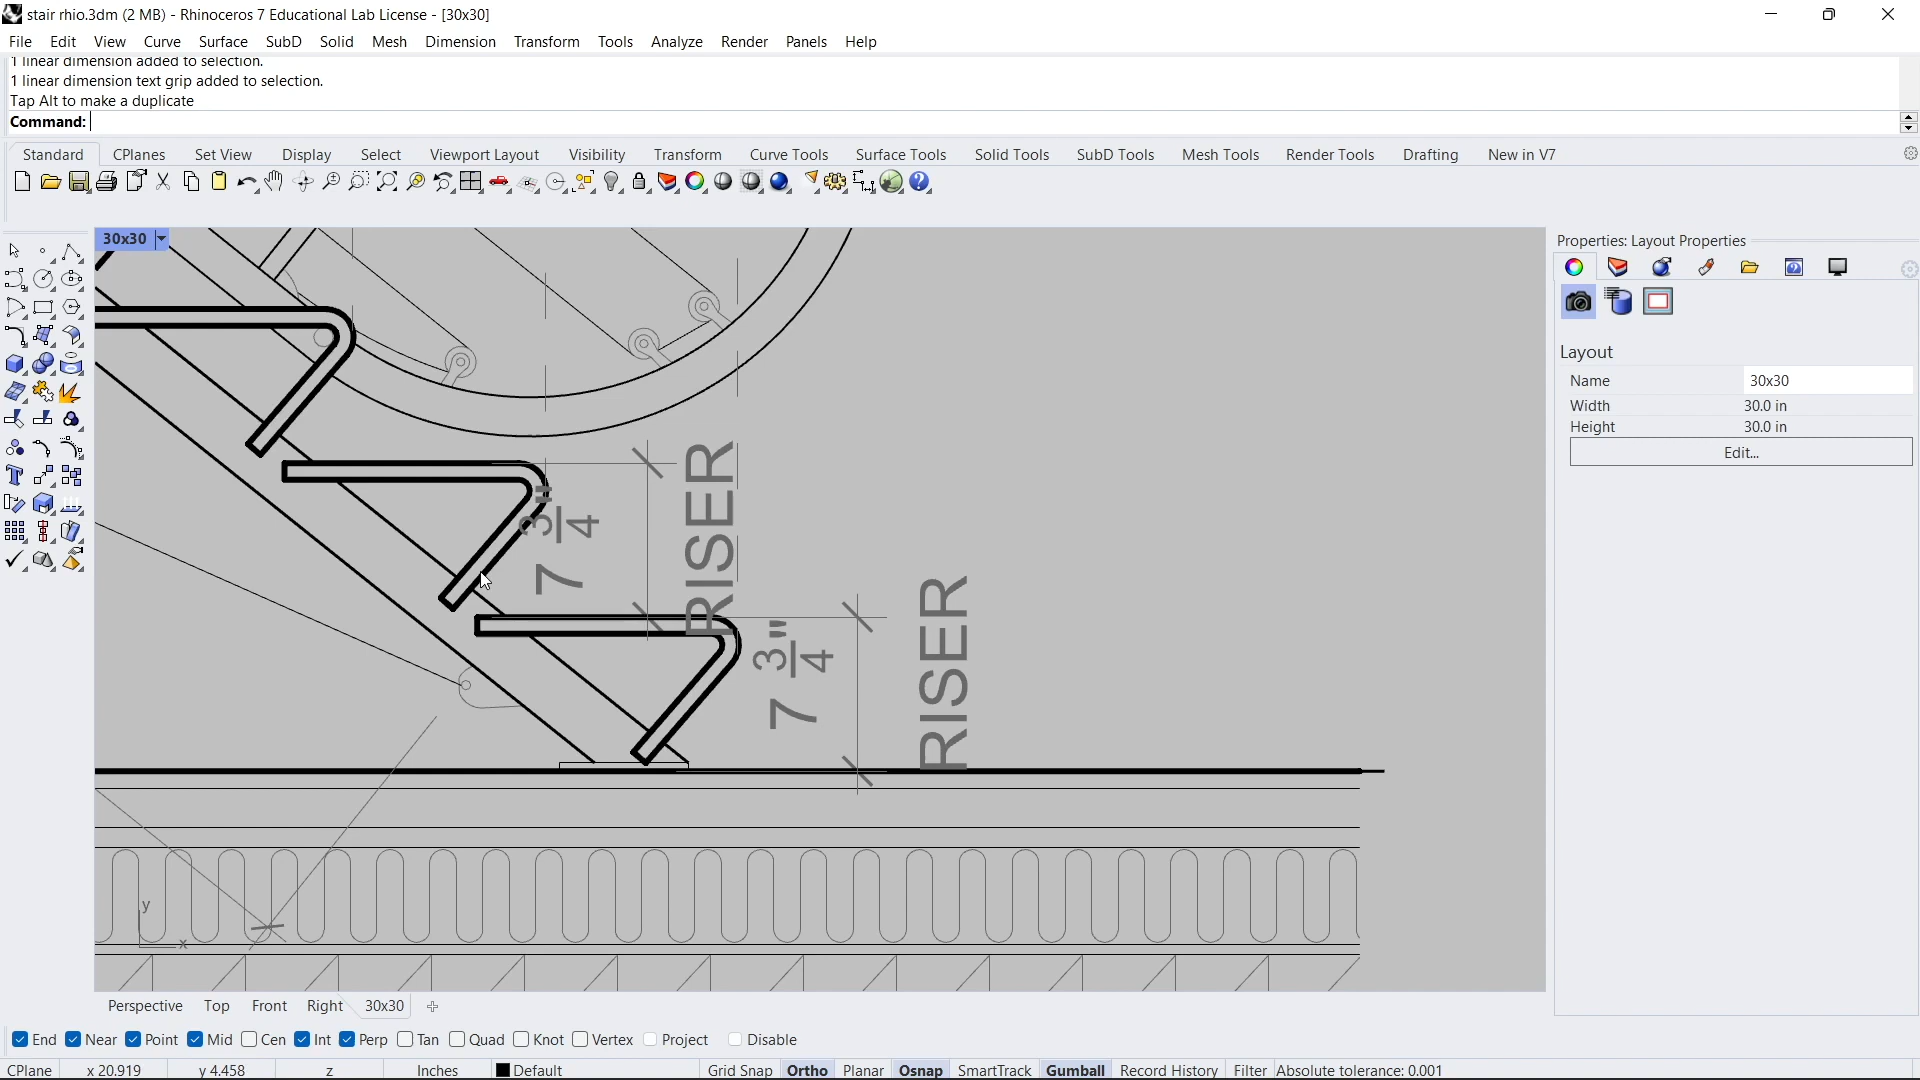 stair rhio.3dm (2 MB) - Rhinoceros 7 Educational Lab License - [30x30]
File Edit View Curve Surface SubD Solid Mesh Dimension Transform Tools Analyze Render Panels Help
1 linear dimension added to selection.
1 linear dimension text grip added to selection.
Tap Alt to make a duplicate
Command:
Standard CPlanes Set View Display Select Viewport Layout Visibility Transform Curve Tools Surface Tools Solid Tools SubD Tools Mesh Tools Render Tools Drafting New in V7
30x30
Properties: Layout Properties
Layout
Name 30x30
Width 30.0 in
Height 30.0 in
Edit...
7 3/4"
RISER
7 3/4"
RISER
y
x
Perspective Top Front Right 30x30
End Near Point Mid Cen Int Perp Tan Quad Knot Vertex Project Disable
CPlane x 20.919 y 4.458 z Inches Default Grid Snap Ortho Planar Osnap SmartTrack Gumball Record History Filter Absolute tolerance: 0.001